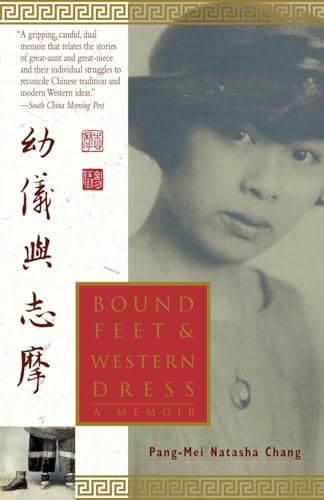 "A gripping, candid, dual
memoir that relates the stories
of great-aunt and great-niece
and their individual struggles to
reconcile Chinese tradition and
modern Western ideas."
—South China Morning Post
幼儀與志摩
BOUND
FEET &
WESTERN
DRESS
A MEMOIR
Pang-Mei Natasha Chang